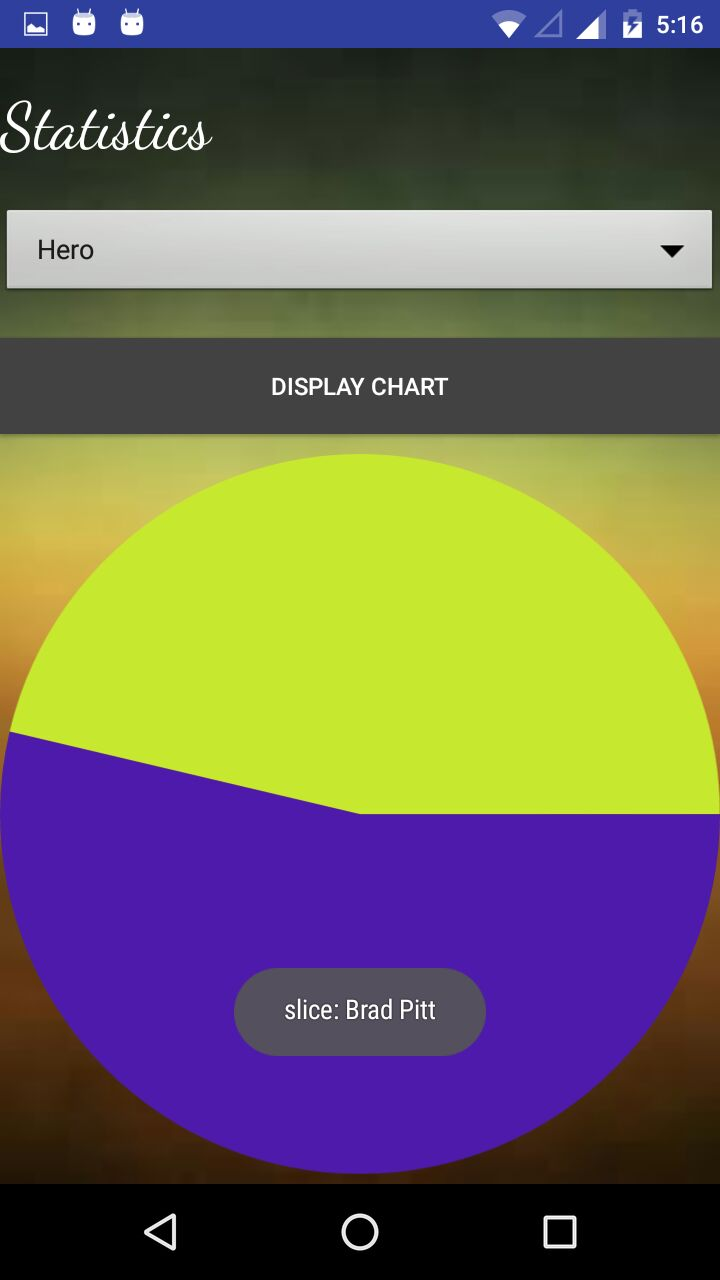 5:16
Statistics
Hero
DISPLAY CHART
slice: Brad Pitt